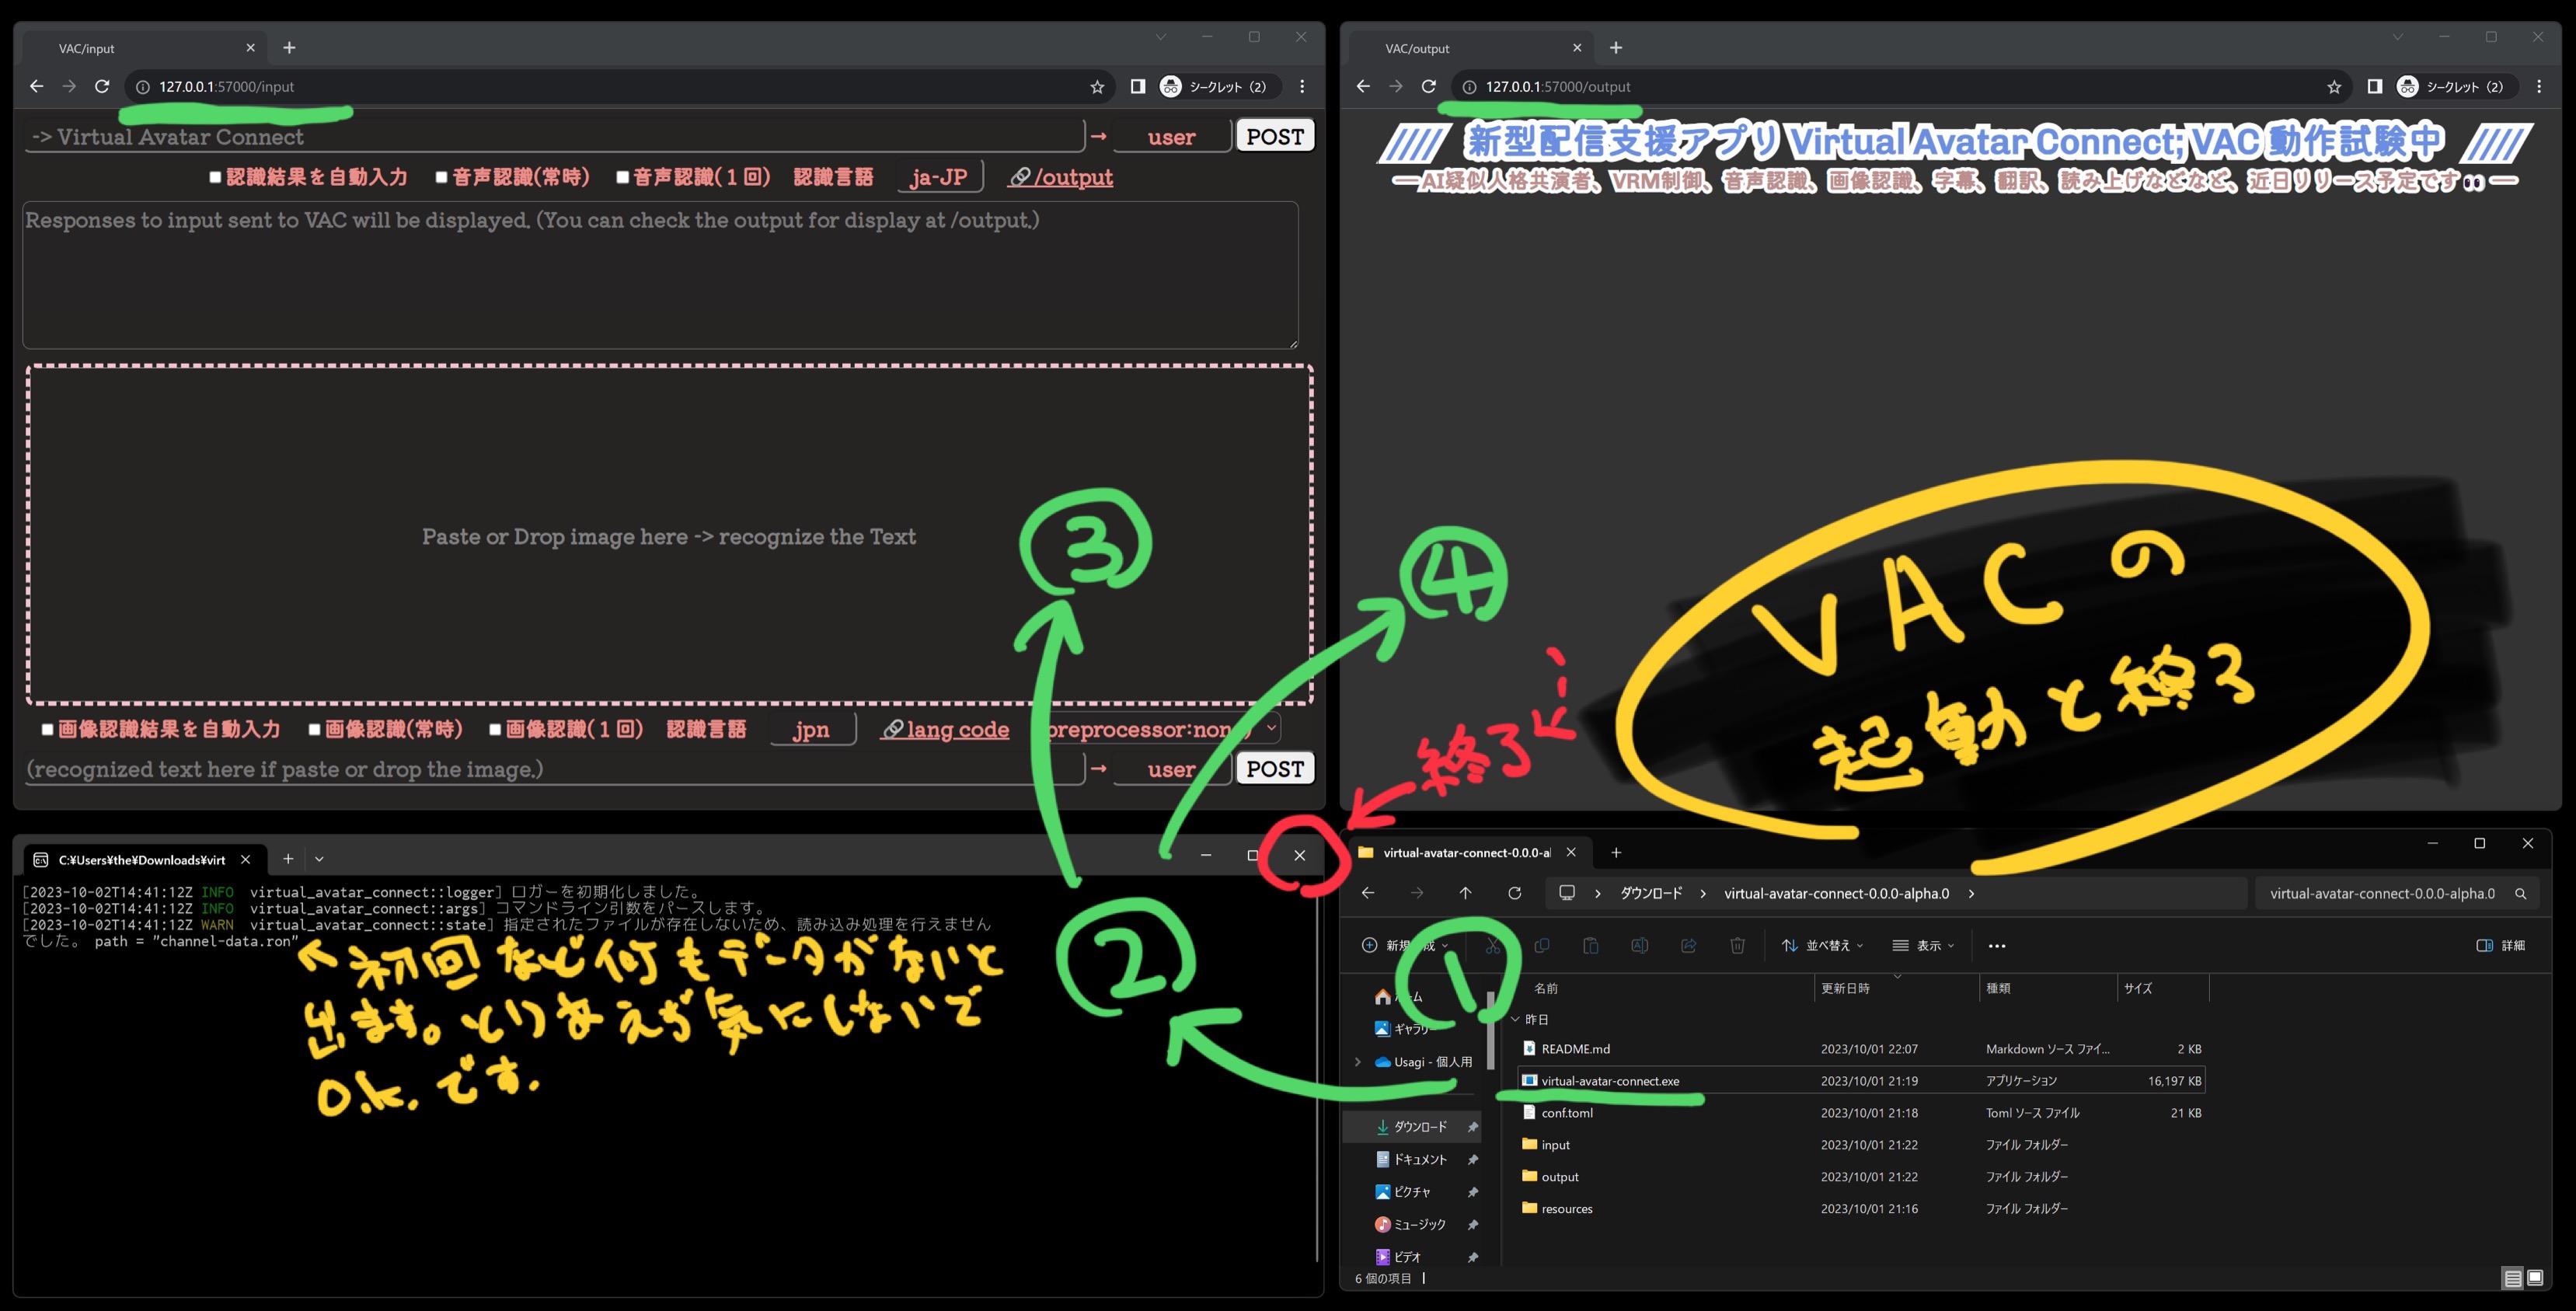 VAC/input
127.0.0.1:57000/input
シークレット (2)
-> Virtual Avatar Connect → user POST
認識結果を自動入力 音声認識(常時) 音声認識(1回) 認識言語 ja-JP /output
Responses to input sent to VAC will be displayed. (You can check the output for display at /output.)
Paste or Drop image here -> recognize the Text
③
画像認識結果を自動入力 画像認識(常時) 画像認識(1回) 認識言語 jpn lang code preprocessor:non
(recognized text here if paste or drop the image.) → user POST
VAC/output
127.0.0.1:57000/output
シークレット (2)
新型配信支援アプリ Virtual Avatar Connect; VAC 動作試験中
―AI疑似人格共演者、VRM制御、音声認識、画像認識、字幕、翻訳、読み上げなどなど、近日リリース予定です👀―
④
VACの
起動と終了
終了
C:¥Users¥the¥Downloads¥virt
[2023-10-02T14:41:12Z INFO virtual_avatar_connect::logger] ロガーを初期化しました。
[2023-10-02T14:41:12Z INFO virtual_avatar_connect::args] コマンドライン引数をパースします。
[2023-10-02T14:41:12Z WARN virtual_avatar_connect::state] 指定されたファイルが存在しないため、読み込み処理を行えません
でした。 path = "channel-data.ron"
←初回など何もデータがないと
出ます。とりあえず気にしないで
O.k.です。
②
virtual-avatar-connect-0.0.0-al
ダウンロード > virtual-avatar-connect-0.0.0-alpha.0 >
virtual-avatar-connect-0.0.0-alpha.0
①
並べ替え 表示 ••• 詳細
名前 更新日時 種類 サイズ
昨日
README.md 2023/10/01 22:07 Markdown ソース ファイ... 2 KB
virtual-avatar-connect.exe 2023/10/01 21:19 アプリケーション 16,197 KB
conf.toml 2023/10/01 21:18 Toml ソース ファイル 21 KB
input 2023/10/01 21:22 ファイル フォルダー
output 2023/10/01 21:22 ファイル フォルダー
resources 2023/10/01 21:16 ファイル フォルダー
ギャラリー
Usagi - 個人用
ダウンロード
ドキュメント
ピクチャ
ミュージック
ビデオ
6 個の項目